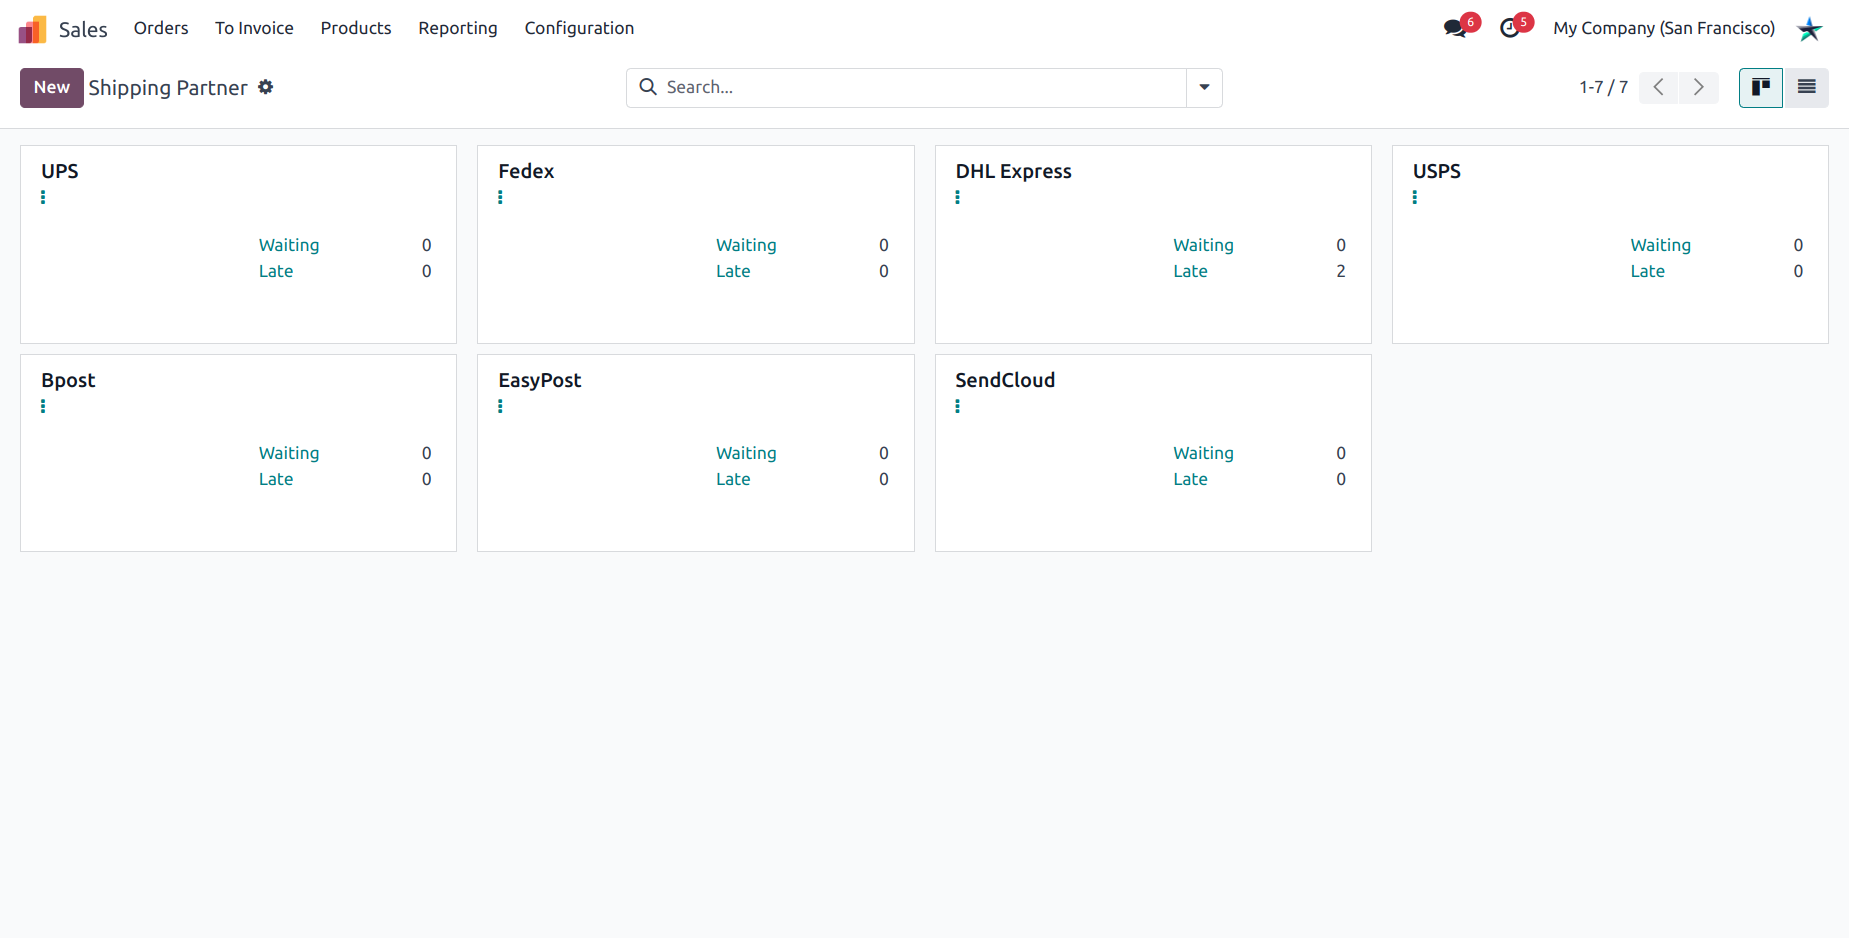 Sales Orders To Invoice Products Reporting Configuration 6 5 My Company (San Francisco)
New Shipping Partner Search... 1-7 / 7
UPS Fedex DHL Express USPS
Waiting 0 Waiting 0 Waiting 0 Waiting 0
Late 0 Late 0 Late 2 Late 0
Bpost EasyPost SendCloud
Waiting 0 Waiting 0 Waiting 0
Late 0 Late 0 Late 0